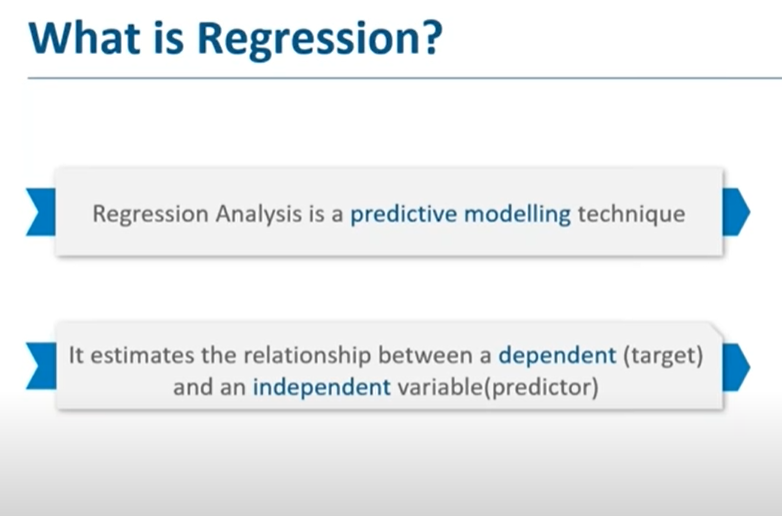 What is Regression?
Regression Analysis is a predictive modelling technique
It estimates the relationship between a dependent (target)
and an independent variable(predictor)